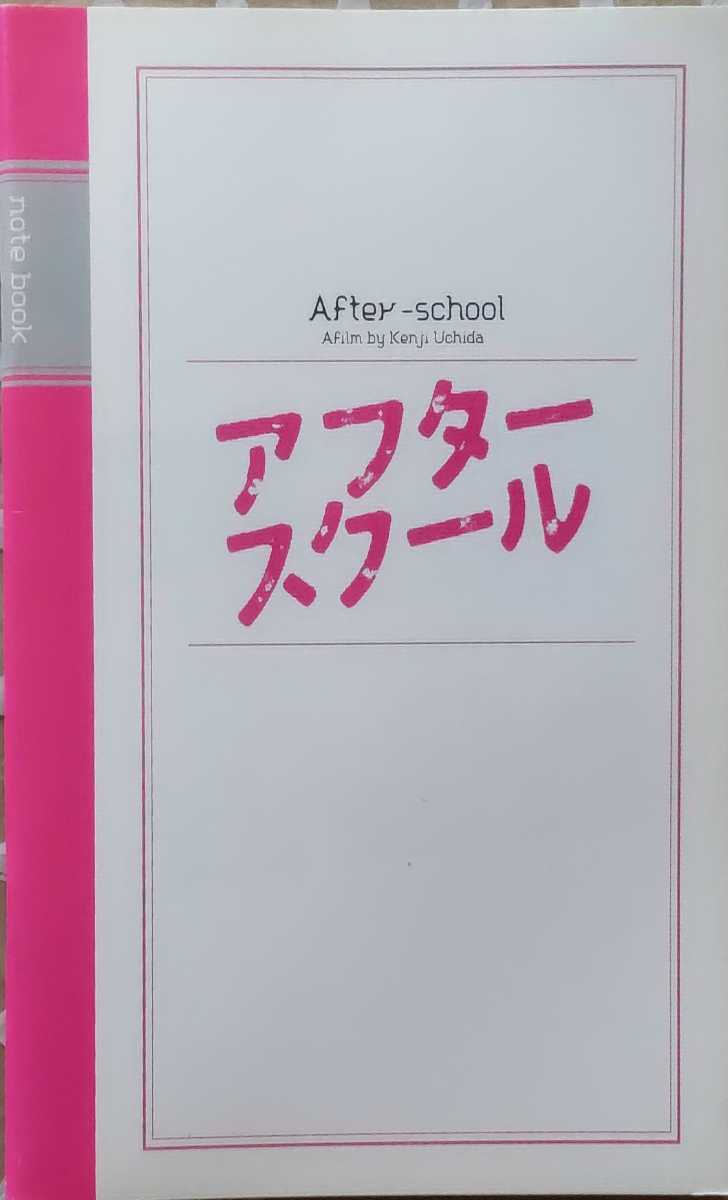 note book
After-school
A film by Kenji Uchida
アフター
スクール